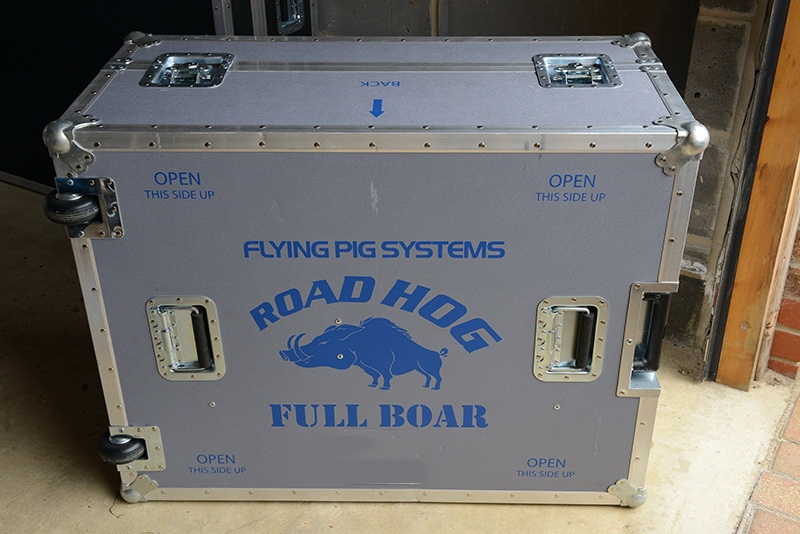 BACK
OPEN
THIS SIDE UP
OPEN
THIS SIDE UP
FLYING PIG SYSTEMS
ROAD HOG
FULL BOAR
OPEN
THIS SIDE UP
OPEN
THIS SIDE UP